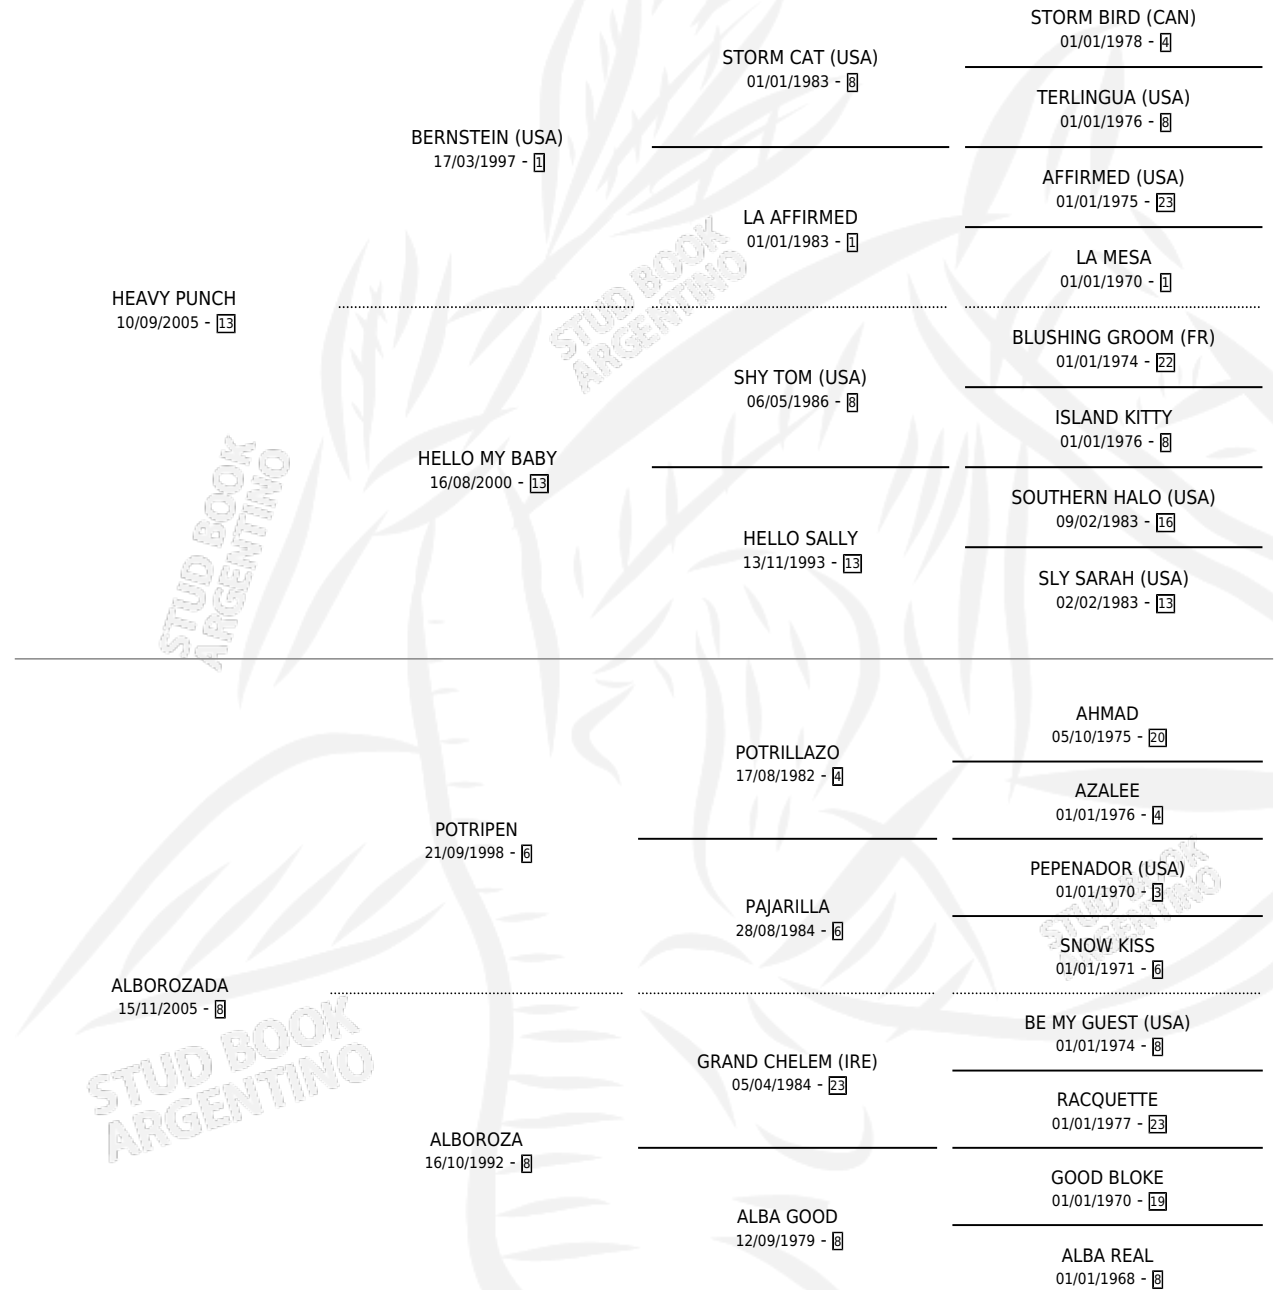 STORM BIRD (CAN)
01/01/1978 - 4
STORM CAT (USA)
01/01/1983 - 8
TERLINGUA (USA)
01/01/1976 - 8
BERNSTEIN (USA)
17/03/1997 - 1
AFFIRMED (USA)
01/01/1975 - 23
LA AFFIRMED
01/01/1983 - 1
LA MESA
01/01/1970 - 1
HEAVY PUNCH
10/09/2005 - 13
STUD BOOK
ARGENTINO
BLUSHING GROOM (FR)
01/01/1974 - 22
SHY TOM (USA)
06/05/1986 - 8
ISLAND KITTY
01/01/1976 - 8
HELLO MY BABY
16/08/2000 - 13
SOUTHERN HALO (USA)
09/02/1983 - 16
HELLO SALLY
13/11/1993 - 13
SLY SARAH (USA)
02/02/1983 - 13
STUD BOOK
ARGENTINO
AHMAD
05/10/1975 - 20
POTRILLAZO
17/08/1982 - 4
AZALEE
01/01/1976 - 4
POTRIPEN
21/09/1998 - 6
PEPENADOR (USA)
01/01/1970 - 3
PAJARILLA
28/08/1984 - 6
STUD BOOK
ARGENTINO
SNOW KISS
01/01/1971 - 6
ALBOROZADA
15/11/2005 - 8
BE MY GUEST (USA)
01/01/1974 - 8
GRAND CHELEM (IRE)
05/04/1984 - 23
STUD BOOK
ARGENTINO
RACQUETTE
01/01/1977 - 23
ALBOROZA
16/10/1992 - 8
GOOD BLOKE
01/01/1970 - 19
ALBA GOOD
12/09/1979 - 8
ALBA REAL
01/01/1968 - 8